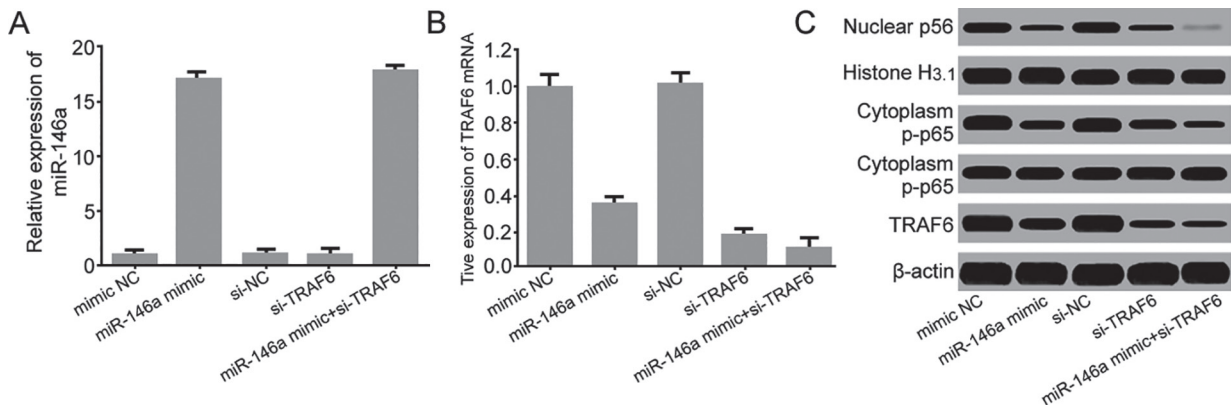 A
Relative expression of
miR-146a
20
15
10
5
0
mimic NC
miR-146a mimic
si-NC
si-TRAF6
miR-146a mimic+si-TRAF6
B
Tive expression of TRAF6 mRNA
1.2
1.0
0.8
0.6
0.4
0.2
0.0
mimic NC
miR-146a mimic
si-NC
si-TRAF6
miR-146a mimic+si-TRAF6
C
Nuclear p56
Histone H3.1
Cytoplasm
p-p65
Cytoplasm
p-p65
TRAF6
β-actin
mimic NC
miR-146a mimic
si-NC
si-TRAF6
miR-146a mimic+si-TRAF6